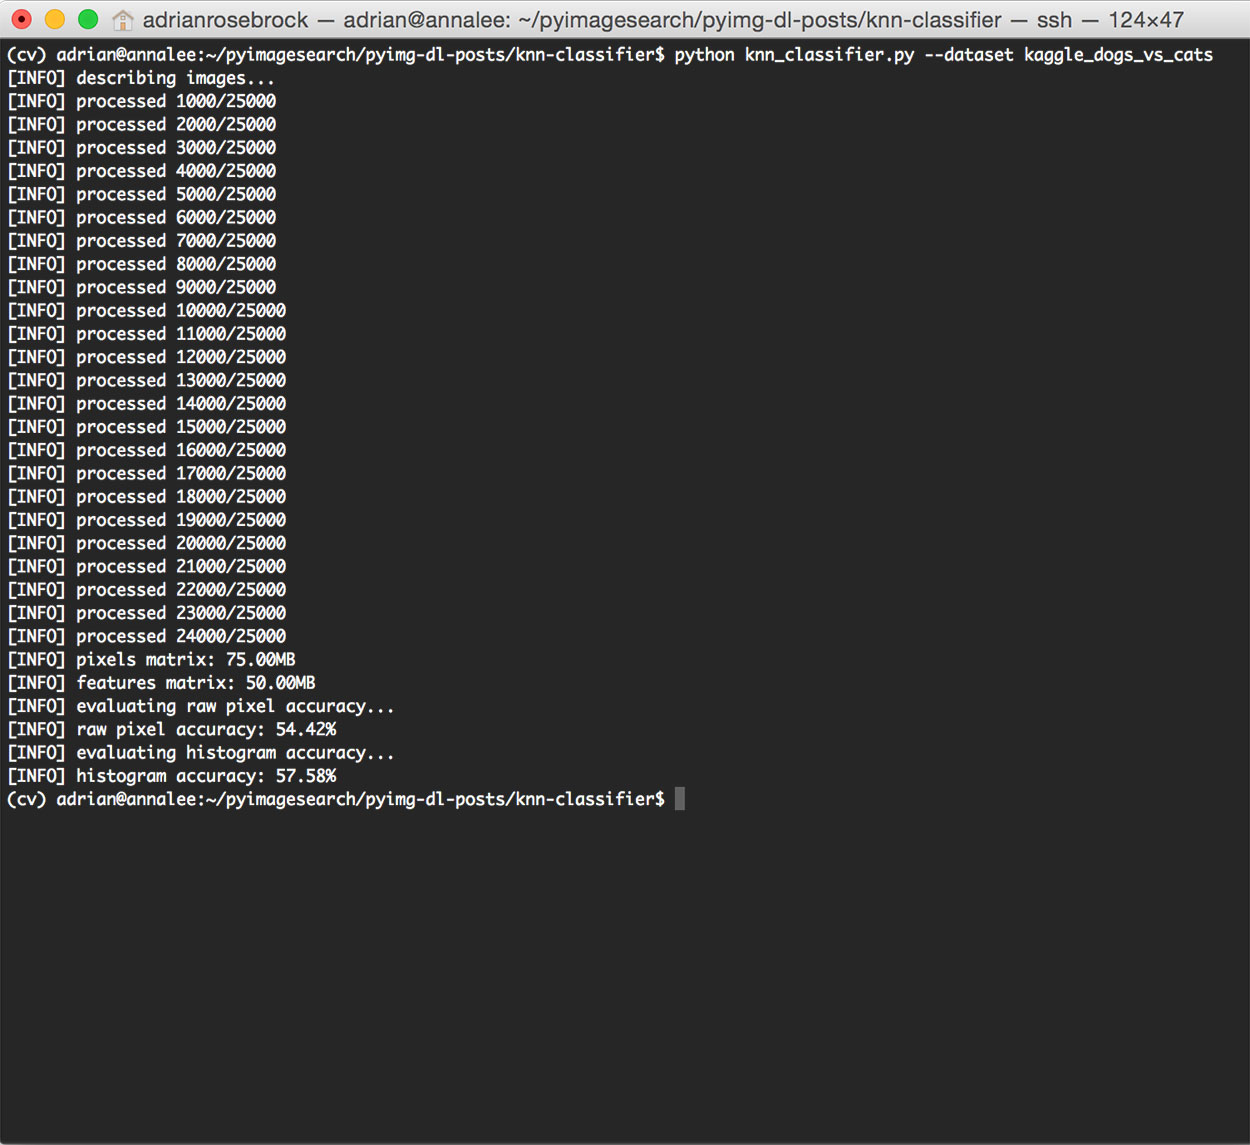 adrianrosebrock — adrian@annalee: ~/pyimagesearch/pyimg-dl-posts/knn-classifier — ssh — 124×47
(cv) adrian@annalee:~/pyimagesearch/pyimg-dl-posts/knn-classifier$ python knn_classifier.py --dataset kaggle_dogs_vs_cats
[INFO] describing images...
[INFO] processed 1000/25000
[INFO] processed 2000/25000
[INFO] processed 3000/25000
[INFO] processed 4000/25000
[INFO] processed 5000/25000
[INFO] processed 6000/25000
[INFO] processed 7000/25000
[INFO] processed 8000/25000
[INFO] processed 9000/25000
[INFO] processed 10000/25000
[INFO] processed 11000/25000
[INFO] processed 12000/25000
[INFO] processed 13000/25000
[INFO] processed 14000/25000
[INFO] processed 15000/25000
[INFO] processed 16000/25000
[INFO] processed 17000/25000
[INFO] processed 18000/25000
[INFO] processed 19000/25000
[INFO] processed 20000/25000
[INFO] processed 21000/25000
[INFO] processed 22000/25000
[INFO] processed 23000/25000
[INFO] processed 24000/25000
[INFO] pixels matrix: 75.00MB
[INFO] features matrix: 50.00MB
[INFO] evaluating raw pixel accuracy...
[INFO] raw pixel accuracy: 54.42%
[INFO] evaluating histogram accuracy...
[INFO] histogram accuracy: 57.58%
(cv) adrian@annalee:~/pyimagesearch/pyimg-dl-posts/knn-classifier$